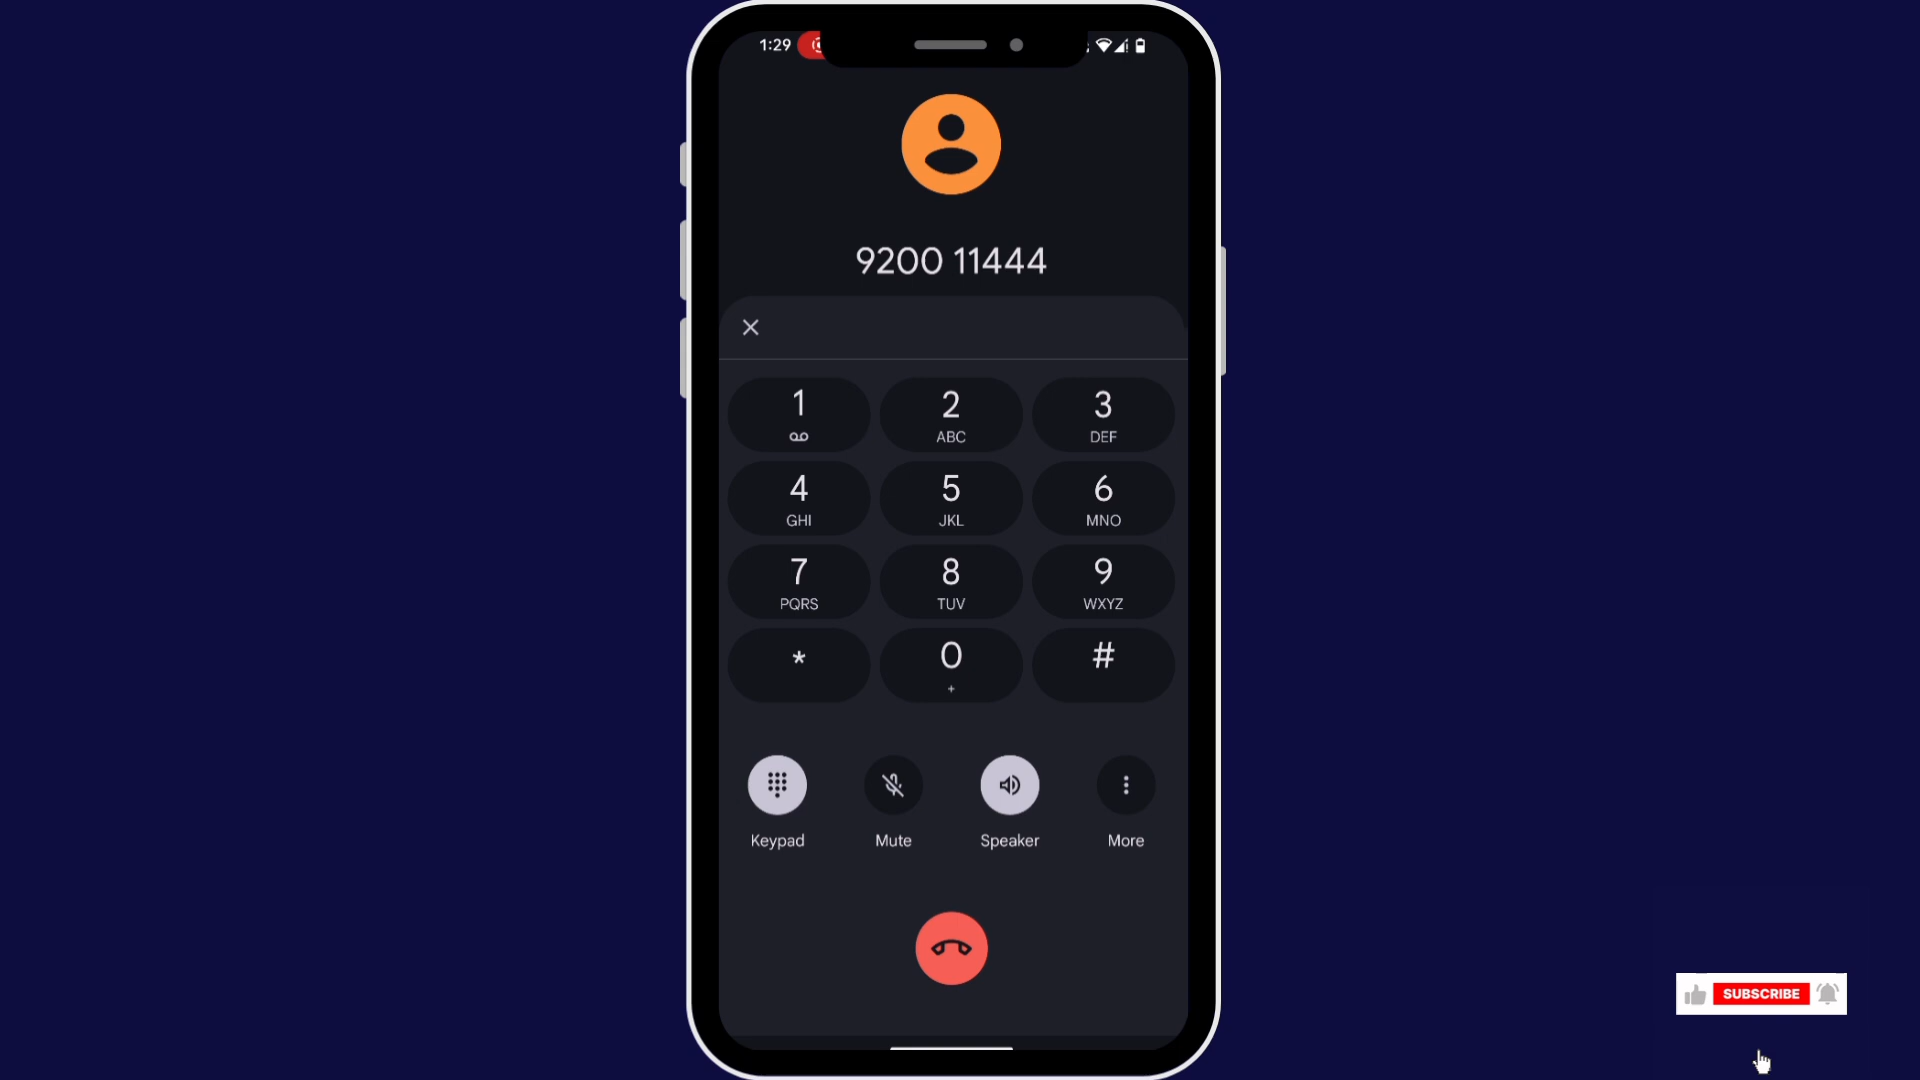 1:29
9200 11444
1
2
ABC
3
DEF
4
GHI
5
JKL
6
MNO
7
PQRS
8
TUV
9
WXYZ
*
0
+
#
Keypad
Mute
Speaker
More
SUBSCRIBE